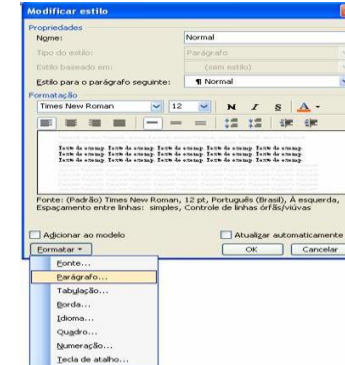 Modificar estilo
Propriedades
Nome: Normal
Tipo do estilo: Parágrafo
Estilo baseado em: (sem estilo)
Estilo para o parágrafo seguinte: ¶ Normal
Formatação
Times New Roman 12 N I S A
Fonte: (Padrão) Times New Roman, 12 pt, Português (Brasil), À esquerda,
Espaçamento entre linhas: simples, Controle de linhas órfãs/viúvas
Adicionar ao modelo Atualizar automaticamente
Formatar OK Cancelar
Fonte...
Parágrafo...
Tabulação...
Borda...
Idioma...
Quadro...
Numeração...
Tecla de atalho...